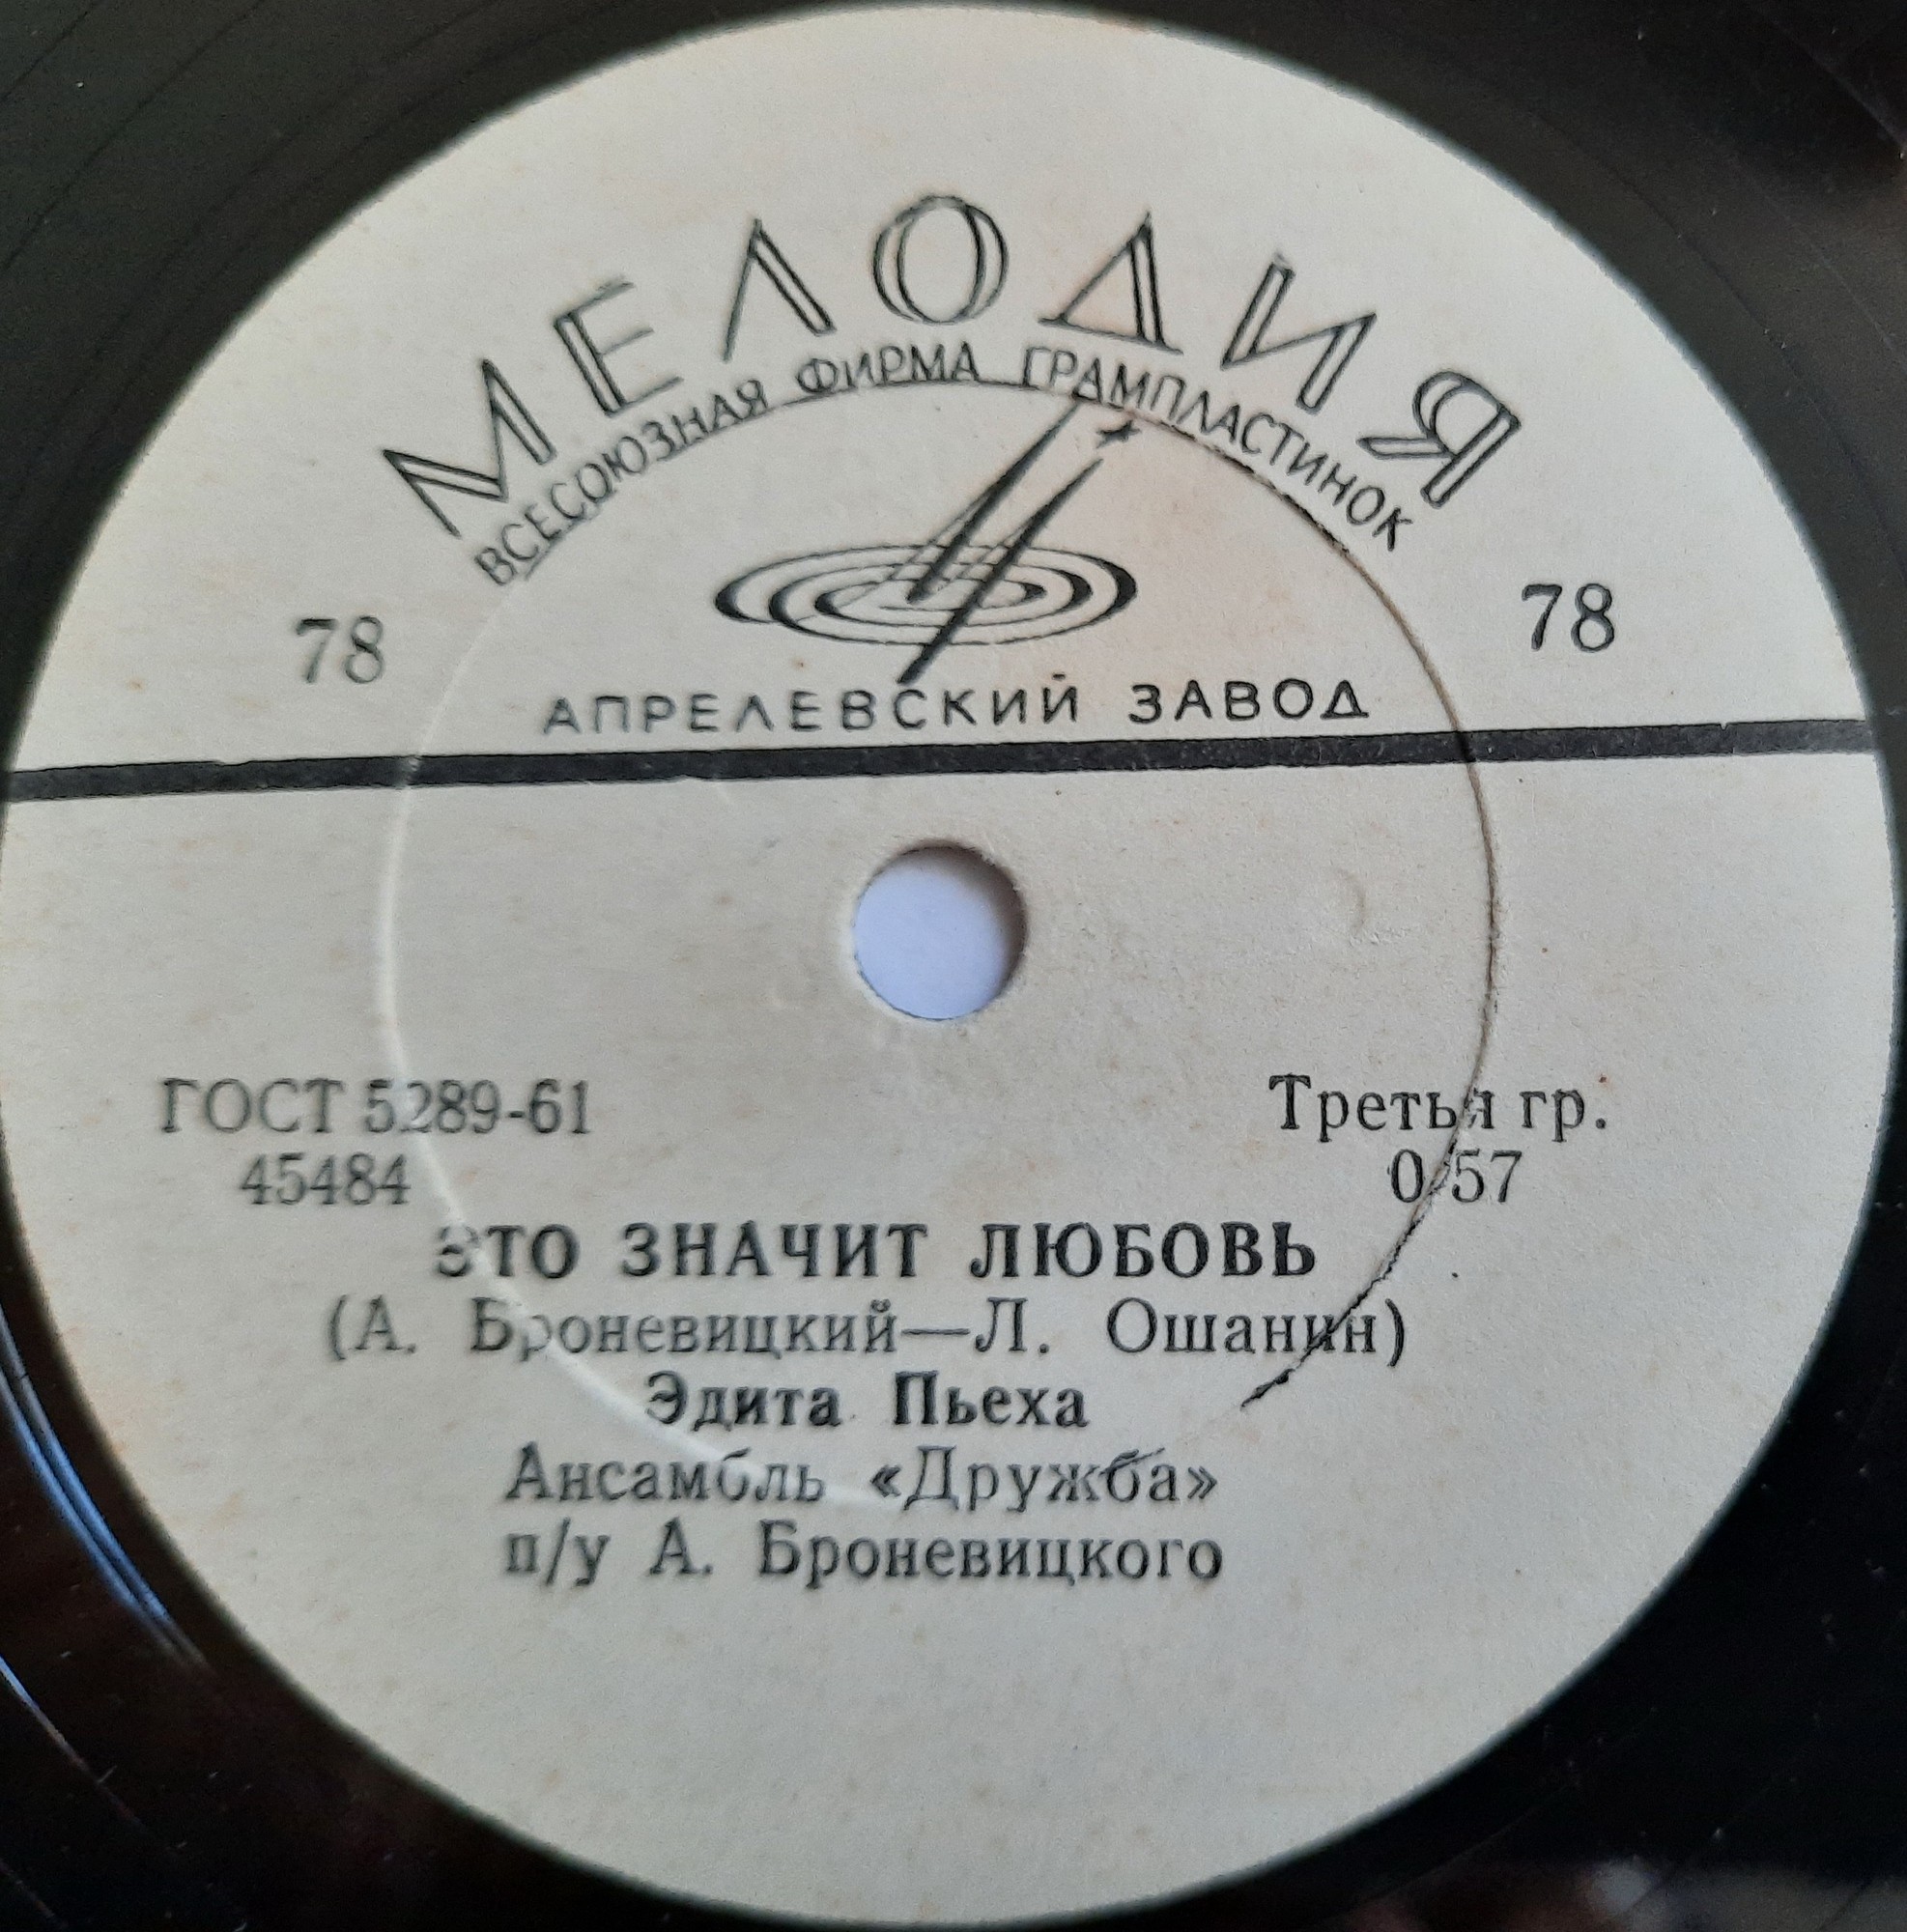 МЕЛОДИЯ
ВСЕСОЮЗНАЯ ФИРМА ГРАМПЛАСТИНОК
78 78
АПРЕЛЕВСКИЙ ЗАВОД
ГОСТ 5289-61 Третья гр.
45484 0-57
ЭТО ЗНАЧИТ ЛЮБОВЬ
(А. Броневицкий—Л. Ошанин)
Эдита Пьеха
Ансамбль «Дружба»
п/у А. Броневицкого